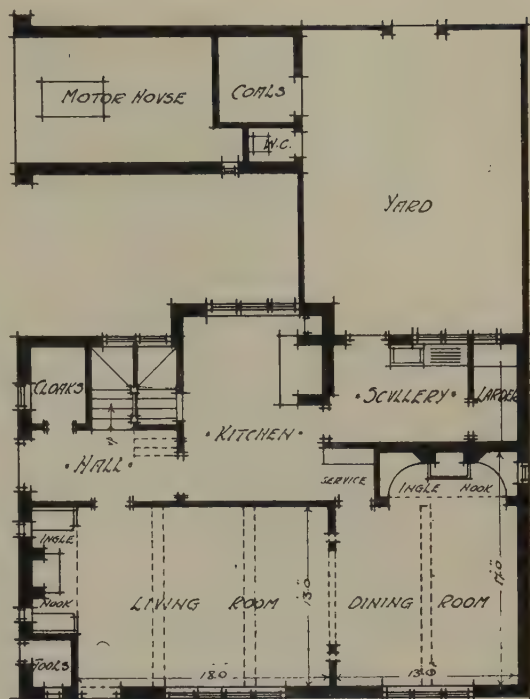 MOTOR HOUSE
COALS
W.C.
YARD
CLOAKS
SCULLERY
LARDER
KITCHEN
HALL
SERVICE
INGLE NOOK
INGLE
NOOK
LIVING ROOM
13.0
DINING ROOM
17.0
TOOLS
18.0
13.6